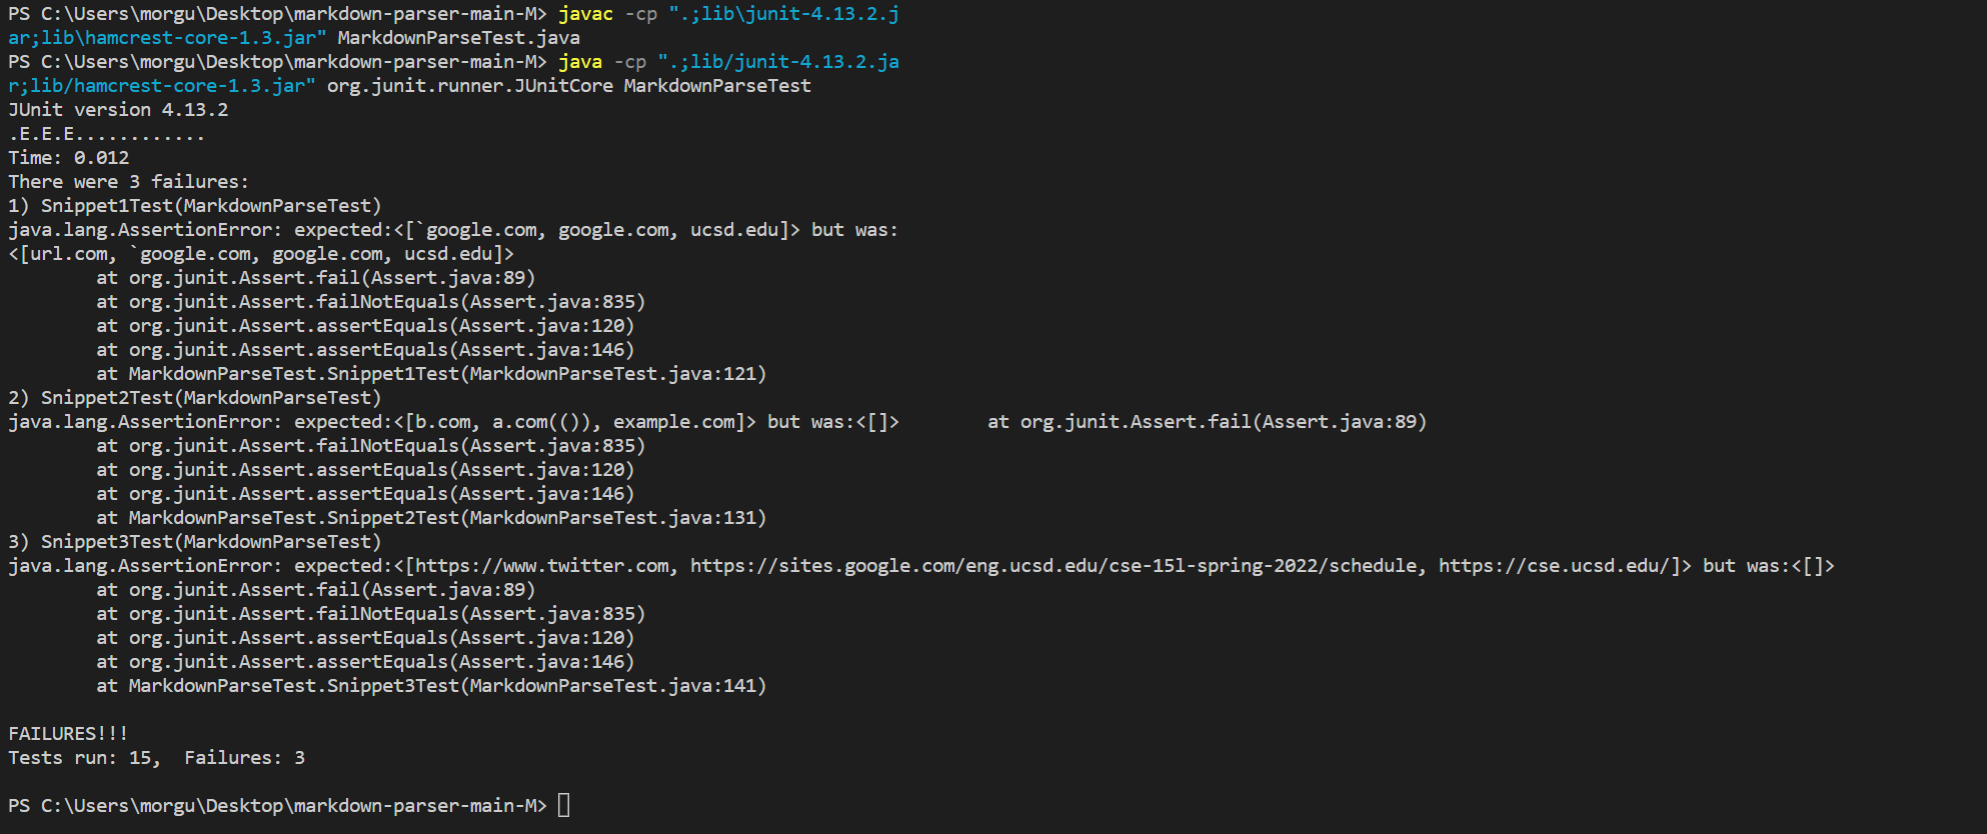 PS C:\Users\morgu\Desktop\markdown-parser-main-M> javac -cp ".;lib\junit-4.13.2.j
ar;lib\hamcrest-core-1.3.jar" MarkdownParseTest.java
PS C:\Users\morgu\Desktop\markdown-parser-main-M> java -cp ".;lib/junit-4.13.2.ja
r;lib/hamcrest-core-1.3.jar" org.junit.runner.JUnitCore MarkdownParseTest
JUnit version 4.13.2
.E.E.E............
Time: 0.012
There were 3 failures:
1) Snippet1Test(MarkdownParseTest)
java.lang.AssertionError: expected:<[`google.com, google.com, ucsd.edu]> but was:
<[url.com, `google.com, google.com, ucsd.edu]>
        at org.junit.Assert.fail(Assert.java:89)
        at org.junit.Assert.failNotEquals(Assert.java:835)
        at org.junit.Assert.assertEquals(Assert.java:120)
        at org.junit.Assert.assertEquals(Assert.java:146)
        at MarkdownParseTest.Snippet1Test(MarkdownParseTest.java:121)
2) Snippet2Test(MarkdownParseTest)
java.lang.AssertionError: expected:<[b.com, a.com(()), example.com]> but was:<[]>        at org.junit.Assert.fail(Assert.java:89)
        at org.junit.Assert.failNotEquals(Assert.java:835)
        at org.junit.Assert.assertEquals(Assert.java:120)
        at org.junit.Assert.assertEquals(Assert.java:146)
        at MarkdownParseTest.Snippet2Test(MarkdownParseTest.java:131)
3) Snippet3Test(MarkdownParseTest)
java.lang.AssertionError: expected:<[https://www.twitter.com, https://sites.google.com/eng.ucsd.edu/cse-15l-spring-2022/schedule, https://cse.ucsd.edu/]> but was:<[]>
        at org.junit.Assert.fail(Assert.java:89)
        at org.junit.Assert.failNotEquals(Assert.java:835)
        at org.junit.Assert.assertEquals(Assert.java:120)
        at org.junit.Assert.assertEquals(Assert.java:146)
        at MarkdownParseTest.Snippet3Test(MarkdownParseTest.java:141)
FAILURES!!!
Tests run: 15,  Failures: 3
PS C:\Users\morgu\Desktop\markdown-parser-main-M>